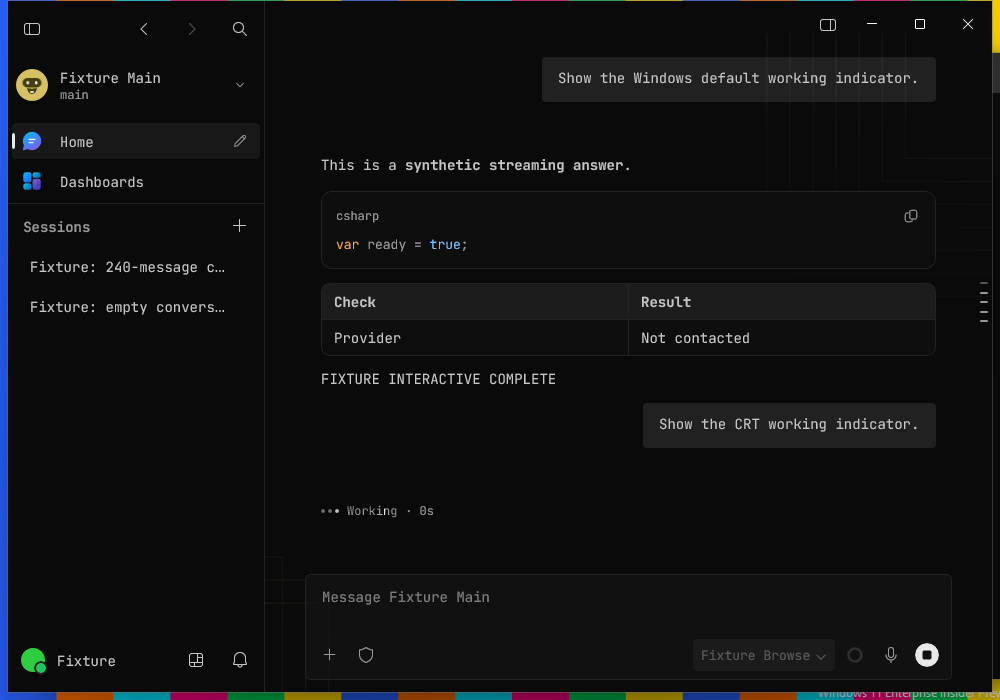 Fixture Main
main
Home
Dashboards
Sessions
Fixture: 240-message c…
Fixture: empty convers…
Fixture
Show the Windows default working indicator.
This is a synthetic streaming answer.
csharp
var ready = true;
Check Result
Provider Not contacted
FIXTURE INTERACTIVE COMPLETE
Show the CRT working indicator.
Working · 0s
Message Fixture Main
Fixture Browse
Windows 11 Enterprise Insider Prev